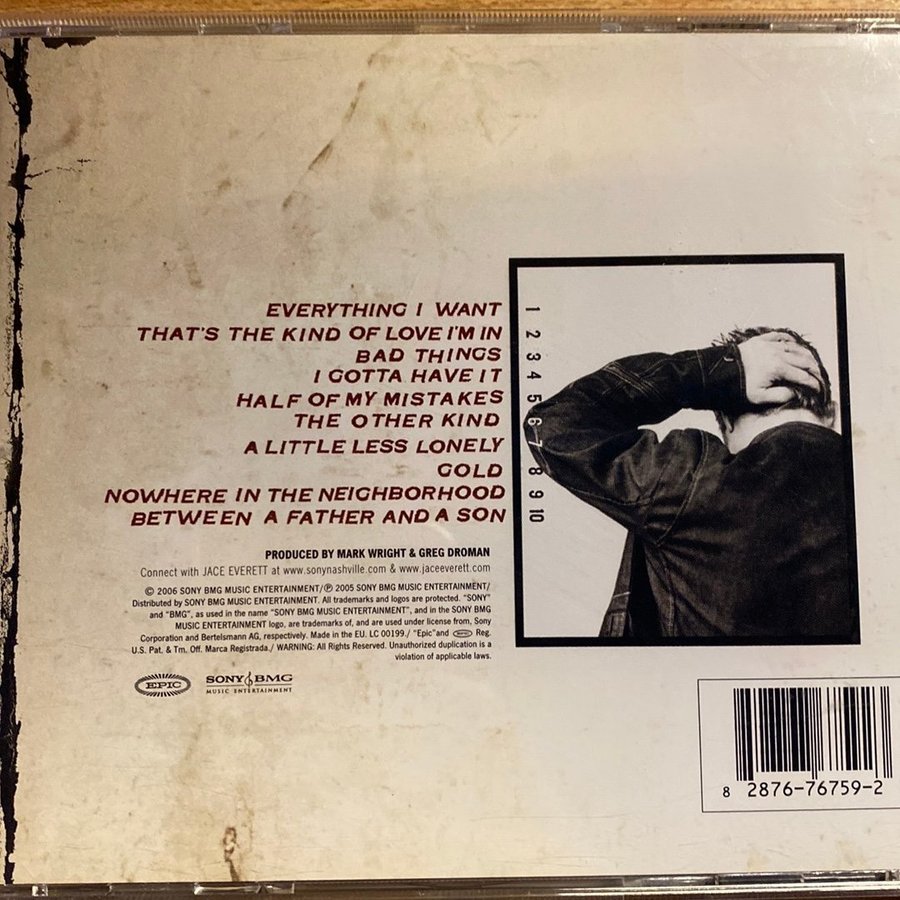 EVERYTHING I WANT
THAT'S THE KIND OF LOVE I'M IN
BAD THINGS
I GOTTA HAVE IT
HALF OF MY MISTAKES
THE OTHER KIND
A LITTLE LESS LONELY
GOLD
NOWHERE IN THE NEIGHBORHOOD
BETWEEN A FATHER AND A SON
1
2
3
4
5
6
7
8
9
10
PRODUCED BY MARK WRIGHT & GREG DROMAN
Connect with JACE EVERETT at www.sonynashville.com & www.jaceeverett.com
© 2006 SONY BMG MUSIC ENTERTAINMENT/℗ 2005 SONY BMG MUSIC ENTERTAINMENT/
Distributed by SONY BMG MUSIC ENTERTAINMENT. All trademarks and logos are protected. "SONY"
and "BMG", as used in the name "SONY BMG MUSIC ENTERTAINMENT", and in the SONY BMG
MUSIC ENTERTAINMENT logo, are trademarks of, and are used under license from, Sony
Corporation and Bertelsmann AG, respectively. Made in the EU. LC 00199./ "Epic"and EPIC Reg.
U.S. Pat. & Tm. Off. Marca Registrada./ WARNING: All Rights Reserved. Unauthorized duplication is a
violation of applicable laws.
EPIC
SONY BMG
MUSIC ENTERTAINMENT
8 2876-76759-2